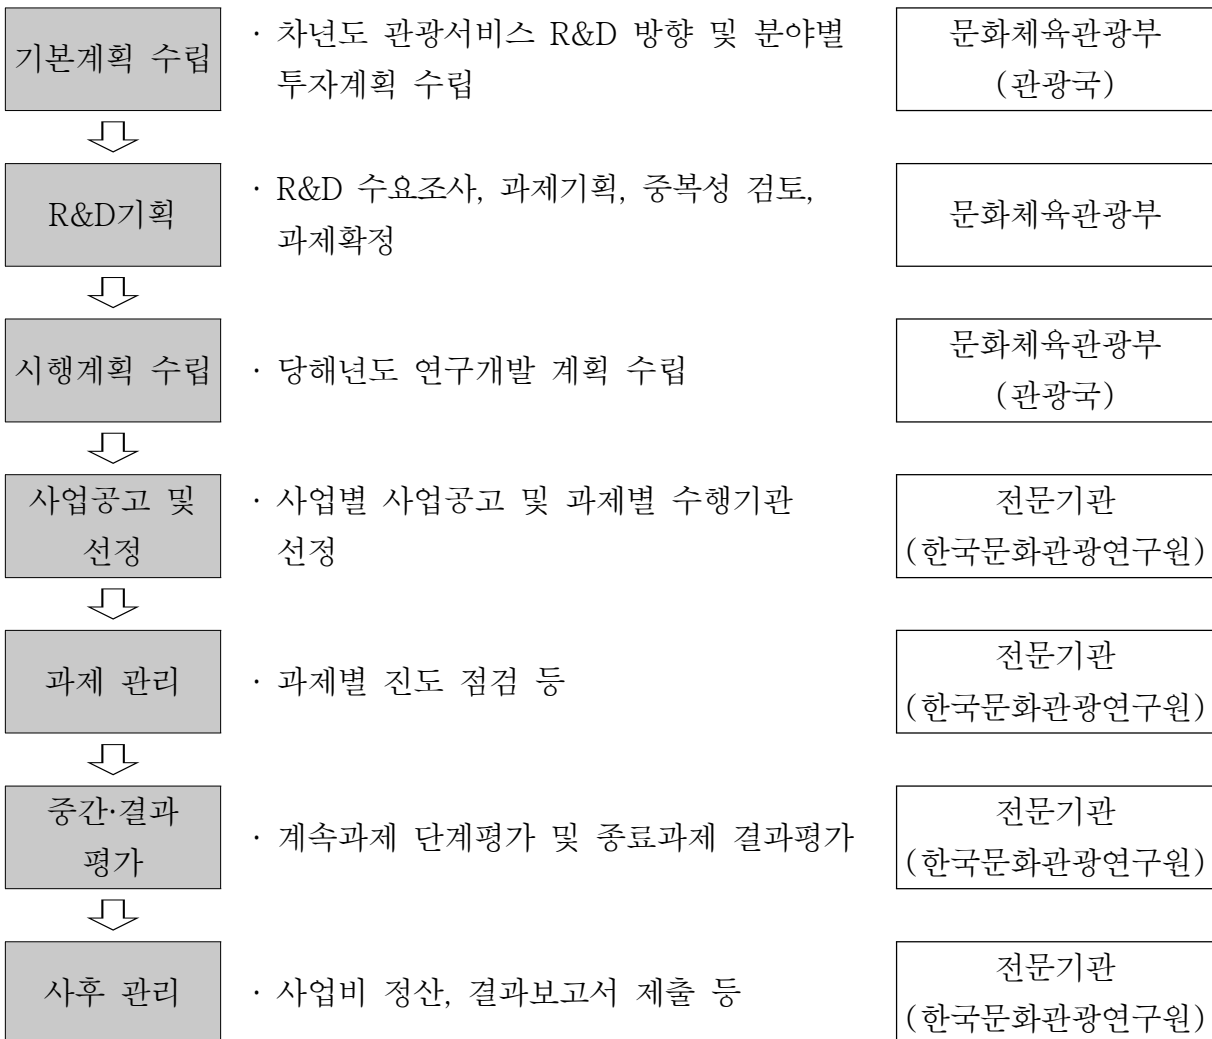 기본계획 수립
· 차년도 관광서비스 R&D 방향 및 분야별
투자계획 수립
문화체육관광부
(관광국)
R&D기획
· R&D 수요조사, 과제기획, 중복성 검토,
과제확정
문화체육관광부
시행계획 수립
· 당해년도 연구개발 계획 수립
문화체육관광부
(관광국)
사업공고 및
선정
· 사업별 사업공고 및 과제별 수행기관
선정
전문기관
(한국문화관광연구원)
과제 관리
· 과제별 진도 점검 등
전문기관
(한국문화관광연구원)
중간·결과
평가
· 계속과제 단계평가 및 종료과제 결과평가
전문기관
(한국문화관광연구원)
사후 관리
· 사업비 정산, 결과보고서 제출 등
전문기관
(한국문화관광연구원)